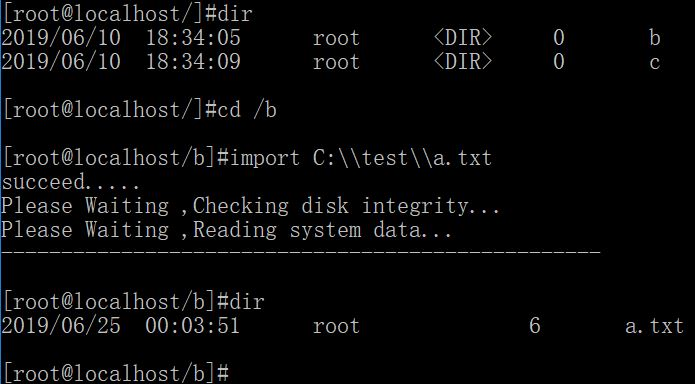 [root@localhost/]#dir
2019/06/10  18:34:05      root      <DIR>      0      b
2019/06/10  18:34:09      root      <DIR>      0      c
[root@localhost/]#cd /b
[root@localhost/b]#import C:\\test\\a.txt
succeed.....
Please Waiting ,Checking disk integrity...
Please Waiting ,Reading system data...
--------------------------------------------------
[root@localhost/b]#dir
2019/06/25  00:03:51      root                6      a.txt
[root@localhost/b]#